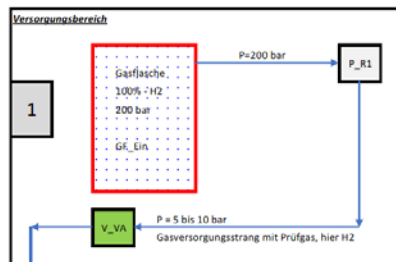 Versorgungsbereich
P=200 bar
P_R1
Gasflasche
100% - H2
200 bar
GF_Ein
1
V_VA
P = 5 bis 10 bar
Gasversorgungsstrang mit Prüfgas, hier H2